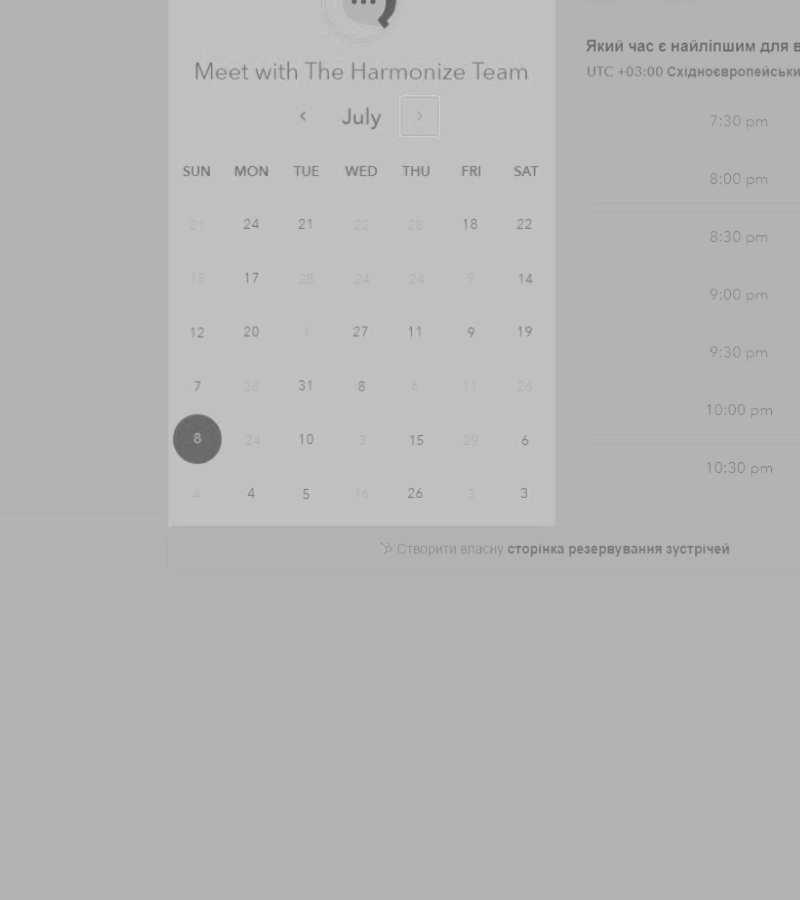 Meet with The Harmonize Team
July
SUN MON TUE WED THU FRI SAT
21 24 21 22 28 18 22
15 17 28 24 24 9 14
12 20 1 27 11 9 19
7 28 31 8 6 11 26
8 24 10 3 15 29 6
4 4 5 16 26 3 3
Який час є найліпшим для
UTC +03:00
7:30 pm
8:00 pm
8:30 pm
9:00 pm
9:30 pm
10:00 pm
10:30 pm
Створити власну сторінка резервування зустрічей